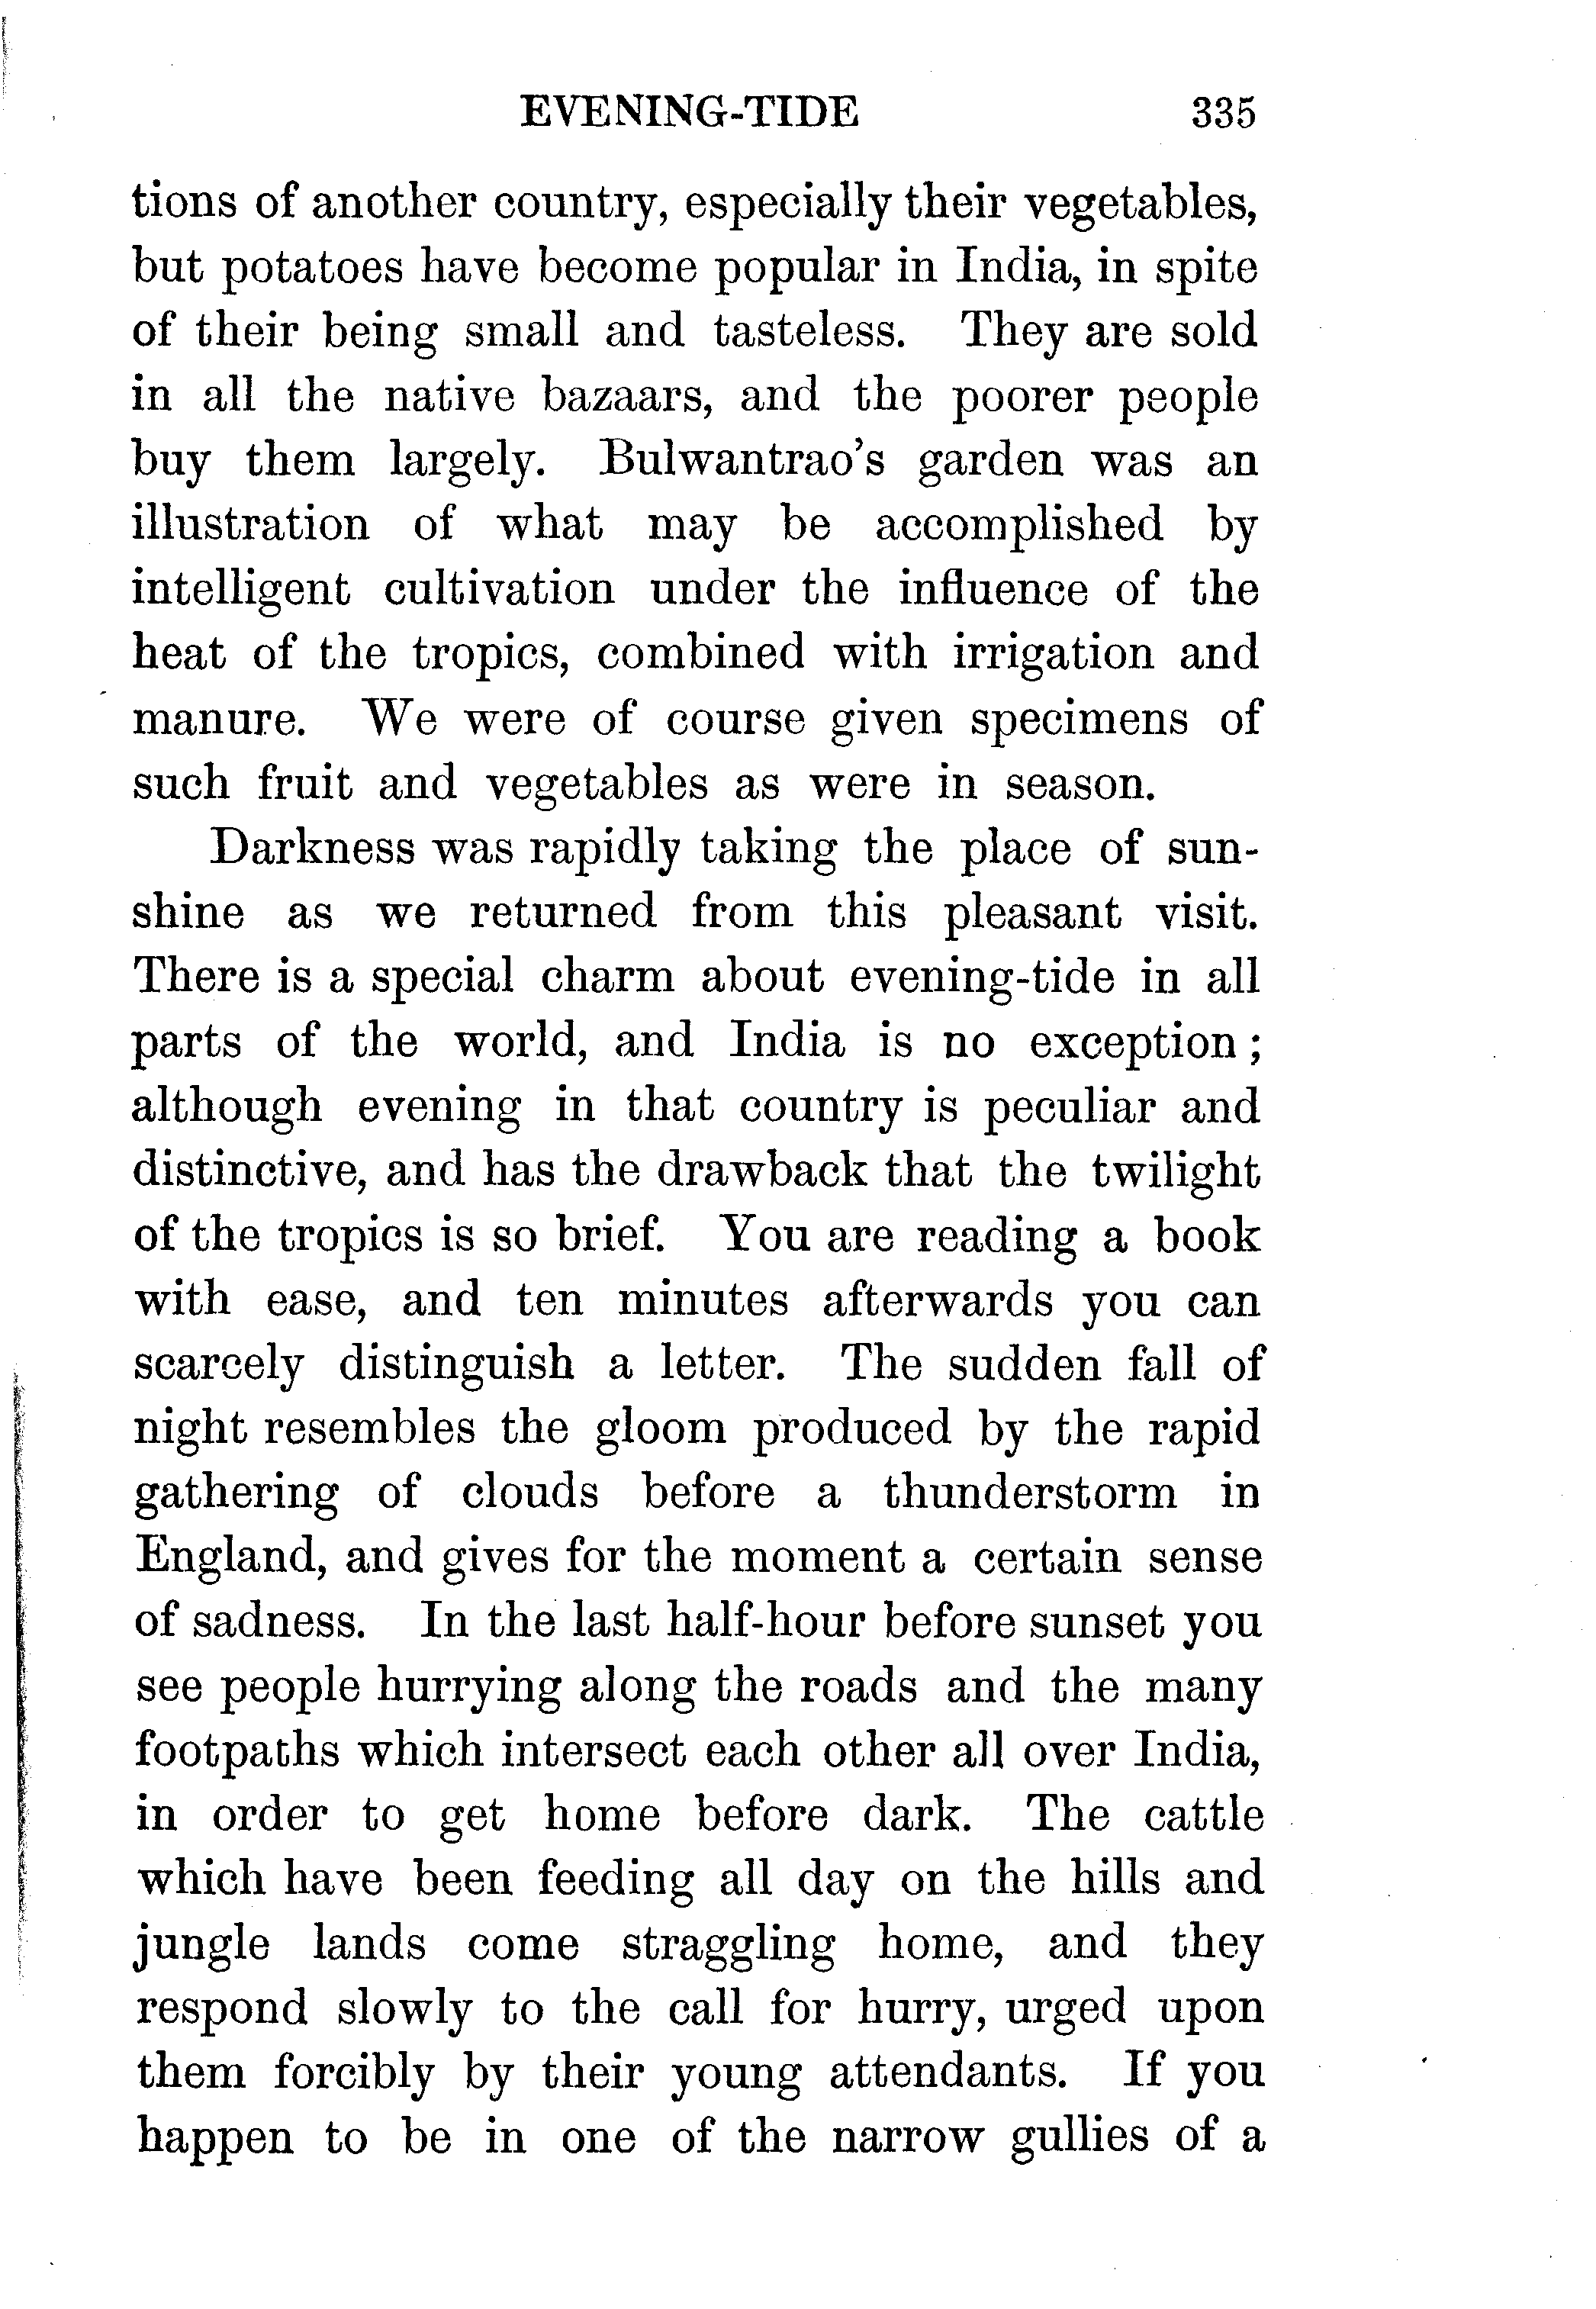 EVENING-TIDE 335
tions of another country, especially their vegetables,
but potatoes have become popular in India, in spite
of their being small and tasteless. They are sold
in all the native bazaars, and the poorer people
buy them largely. Bulwantrao's garden was an
illustration of what may be accomplished by
intelligent cultivation under the influence of the
heat of the tropics, combined with irrigation and
manure. We were of course given specimens of
such fruit and vegetables as were in season.
Darkness was rapidly taking the place of sun-
shine as we returned from this pleasant visit.
There is a special charm about evening-tide in all
parts of the world, and India is no exception;
although evening in that country is peculiar and
distinctive, and has the drawback that the twilight
of the tropics is so brief. You are reading a book
with ease, and ten minutes afterwards you can
scarcely distinguish a letter. The sudden fall of
night resembles the gloom produced by the rapid
gathering of clouds before a thunderstorm in
England, and gives for the moment a certain sense
of sadness. In the last half-hour before sunset you
see people hurrying along the roads and the many
footpaths which intersect each other all over India,
in order to get home before dark. The cattle
which have been feeding all day on the hills and
jungle lands come straggling home, and they
respond slowly to the call for hurry, urged upon
them forcibly by their young attendants. If you
happen to be in one of the narrow gullies of a